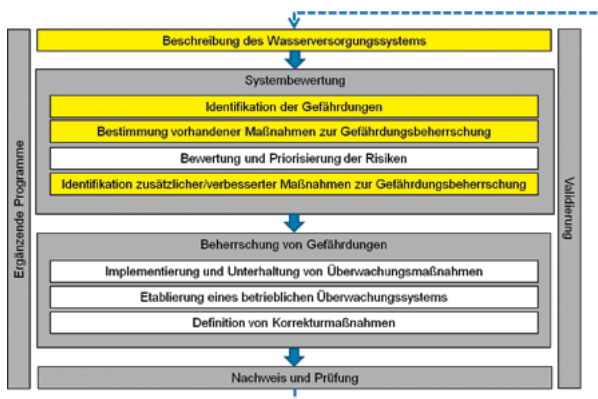 Beschreibung des Wasserversorgungssystems
Systembewertung
Identifikation der Gefährdungen
Bestimmung vorhandener Maßnahmen zur Gefährdungsbeherrschung
Bewertung und Priorisierung der Risiken
Identifikation zusätzlicher/verbesserter Maßnahmen zur Gefährdungsbeherrschung
Beherrschung von Gefährdungen
Implementierung und Unterhaltung von Überwachungsmaßnahmen
Etablierung eines betrieblichen Überwachungssystems
Definition von Korrekturmaßnahmen
Nachweis und Prüfung
Ergänzende Programme
Validierung